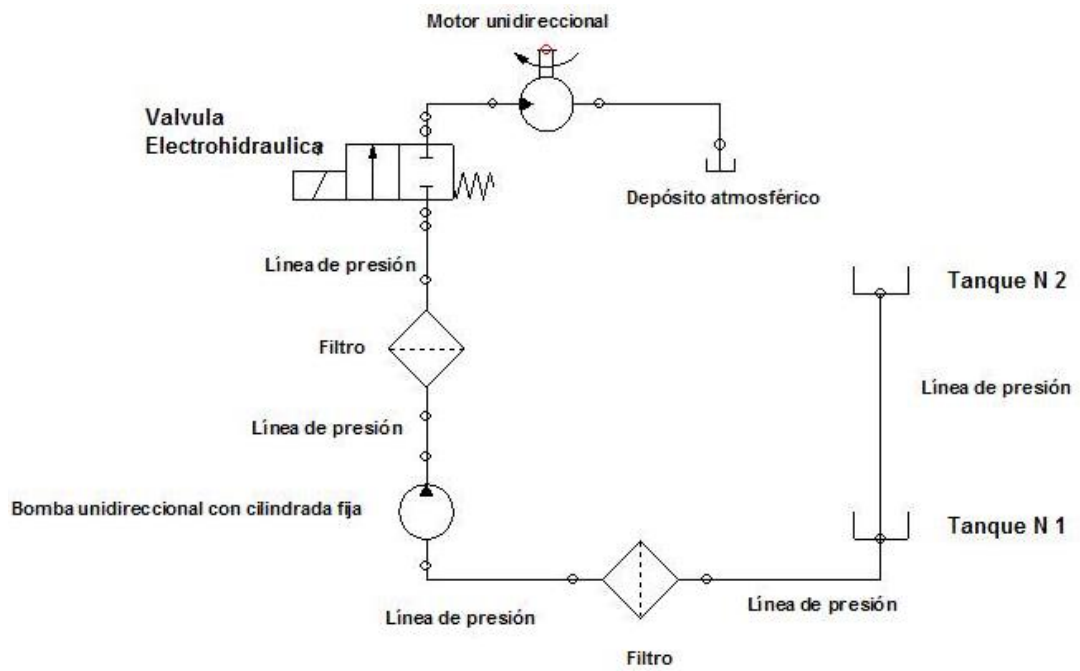 Motor unidireccional
Valvula
Electrohidraulica
Depósito atmosférico
Línea de presión
Tanque N 2
Filtro
Línea de presión
Línea de presión
Bomba unidireccional con cilindrada fija
Tanque N 1
Línea de presión
Línea de presión
Filtro